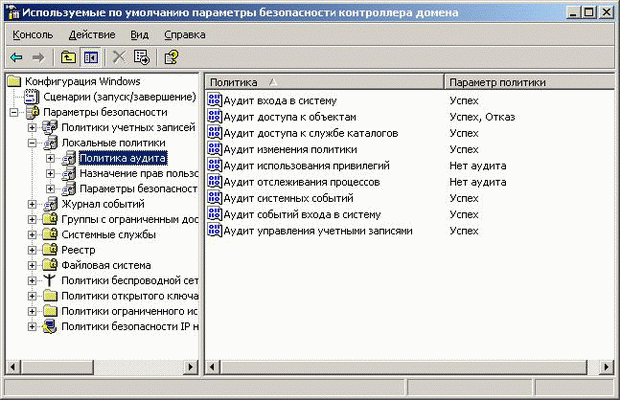 Используемые по умолчанию параметры безопасности контроллера домена
Консоль Действие Вид Справка
Конфигурация Windows
Сценарии (запуск/завершение)
Параметры безопасности
Политики учетных записей
Локальные политики
Политика аудита
Назначение прав пользо
Параметры безопасност
Журнал событий
Группы с ограниченным дос
Системные службы
Реестр
Файловая система
Политики беспроводной сет
Политики открытого ключа
Политики ограниченного ис
Политики безопасности IP н
Политика Параметр политики
Аудит входа в систему Успех
Аудит доступа к объектам Успех, Отказ
Аудит доступа к службе каталогов Успех
Аудит изменения политики Успех
Аудит использования привилегий Нет аудита
Аудит отслеживания процессов Нет аудита
Аудит системных событий Успех
Аудит событий входа в систему Успех
Аудит управления учетными записями Успех